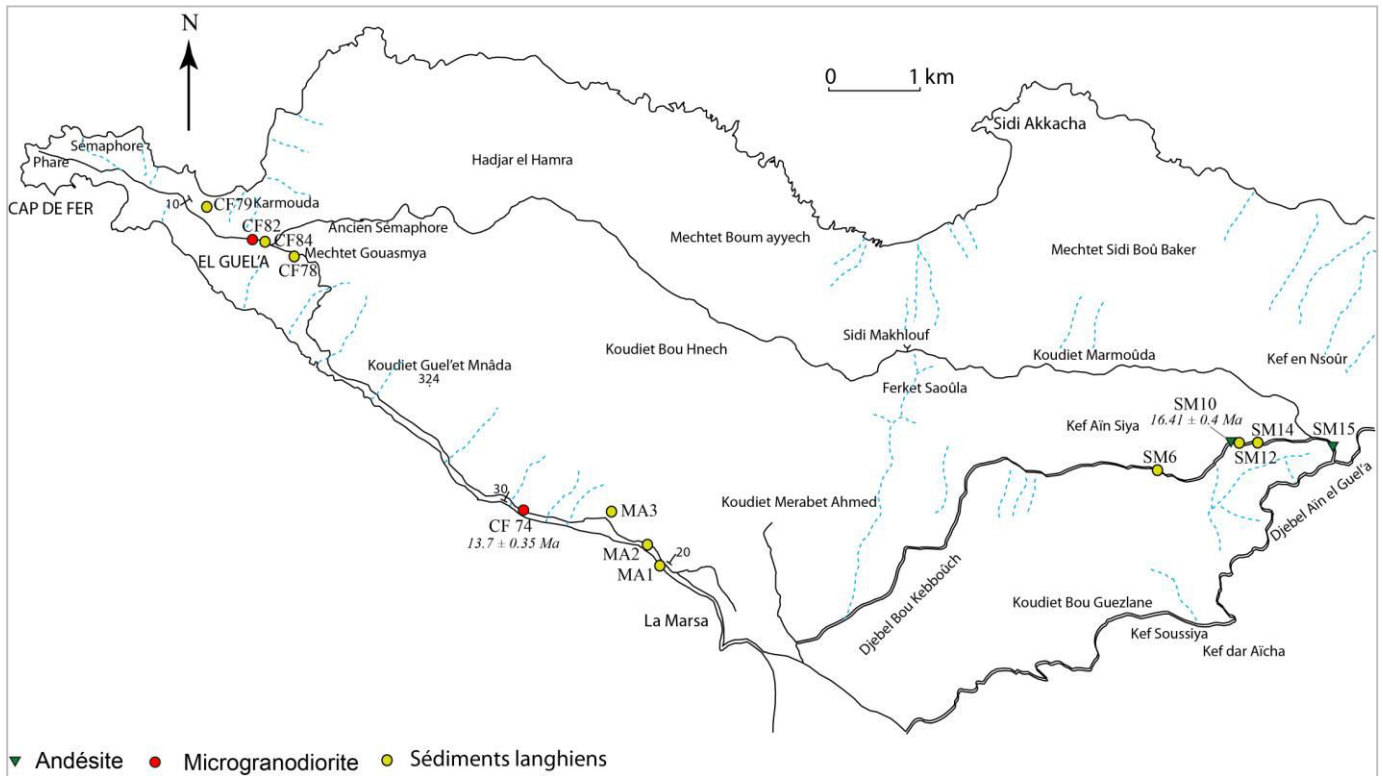 N
0 1 km
Sidi Akkacha
Sémaphore
Phare
Hadjar el Hamra
CAP DE FER
10
CF79
Karmouda
CF82
Ancien Sémaphore
CF84
Mechtet Gouasmya
EL GUEL'A
CF78
Mechtet Boum ayyech
Mechtet Sidi Boû Baker
Sidi Makhlouf
Koudiet Bou Hnech
Koudiet Marmoûda
Kef en Nsoûr
Koudiet Guel'et Mnâda
324
Ferket Saoûla
SM10
16.41 ± 0.4 Ma
Kef Aïn Siya
SM14
SM15
SM12
SM6
30
CF 74
13.7 ± 0.35 Ma
MA3
Koudiet Merabet Ahmed
Djebel Aïn el Guel'a
MA2
20
MA1
La Marsa
Djebel Bou Kebboûch
Koudiet Bou Guezlane
Kef Soussiya
Kef dar Aïcha
Andésite Microgranodiorite Sédiments langhiens